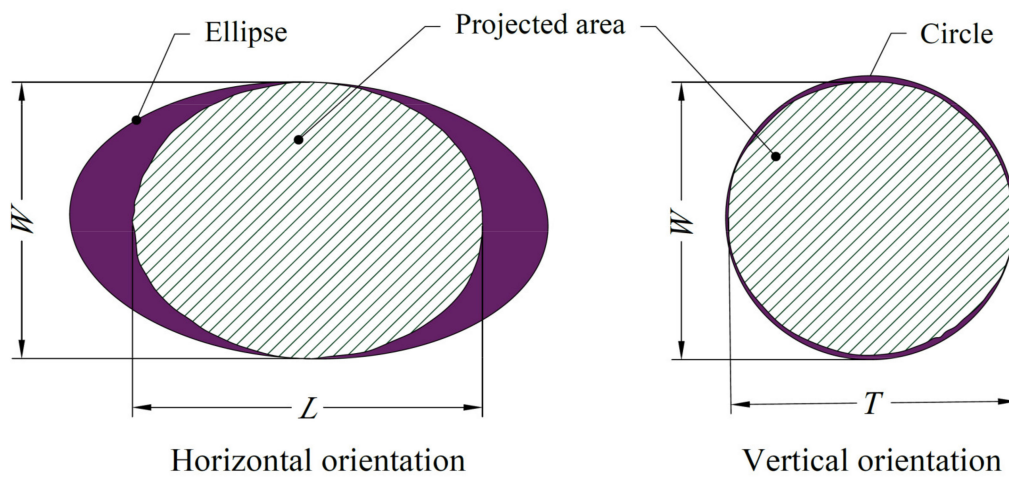 Ellipse
Projected area
Circle
W
W
L
T
Horizontal orientation
Vertical orientation